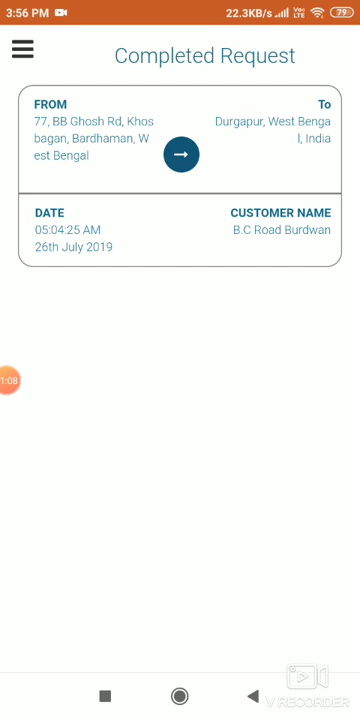 3:56 PM 22.3KB/s Vo LTE 79
Completed Request
FROM To
77, BB Ghosh Rd, Khos Durgapur, West Benga
bagan, Bardhaman, W l, India
est Bengal
DATE CUSTOMER NAME
05:04:25 AM B.C Road Burdwan
26th July 2019
1:08
V RECORDER